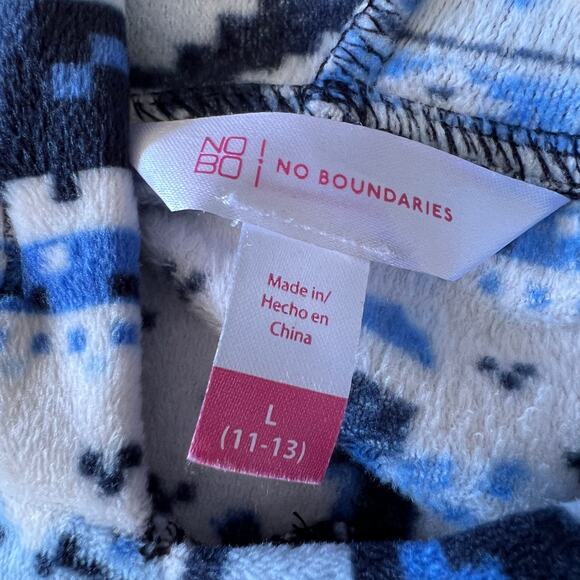 NO
BO
NO BOUNDARIES
Made in/
Hecho en
China
L
(11-13)